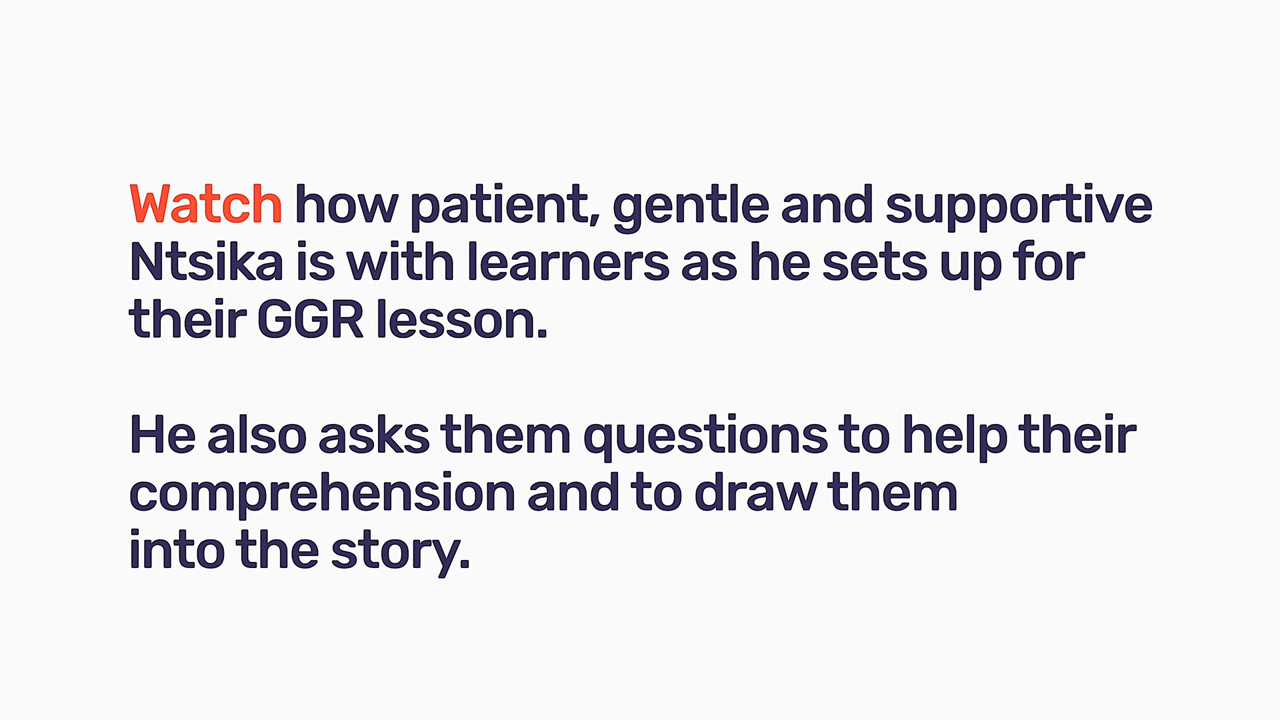 Watch how patient, gentle and supportive
Ntsika is with learners as he sets up for
their GGR lesson.
He also asks them questions to help their
comprehension and to draw them
into the story.